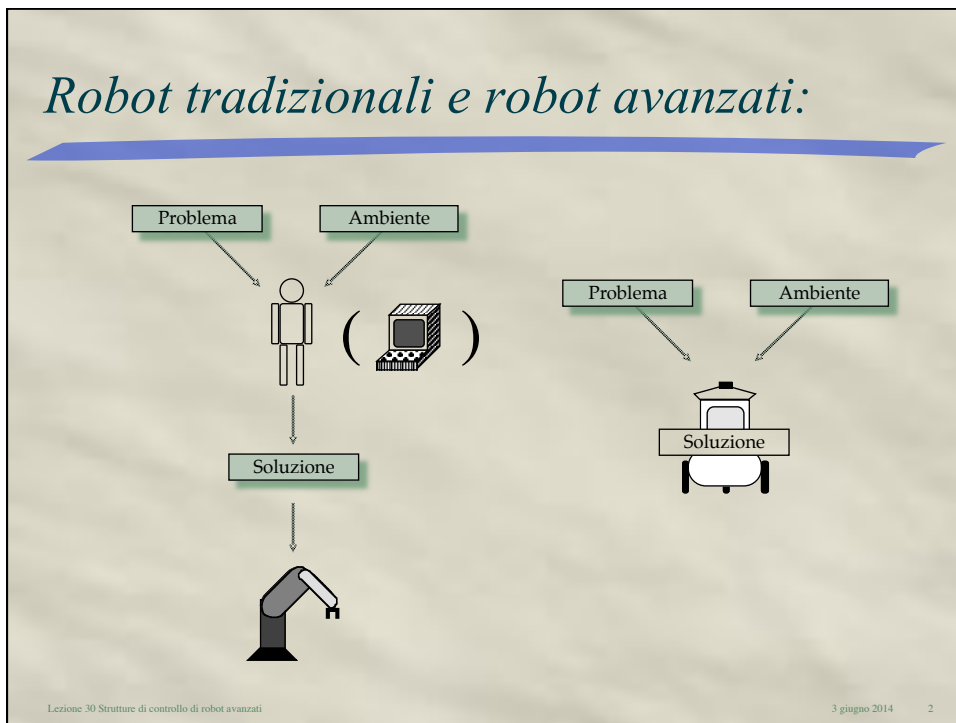 Robot tradizionali e robot avanzati:
Problema
Ambiente
( )
Soluzione
Problema
Ambiente
Soluzione
Lezione 30 Strutture di controllo di robot avanzati
3 giugno 2014
2